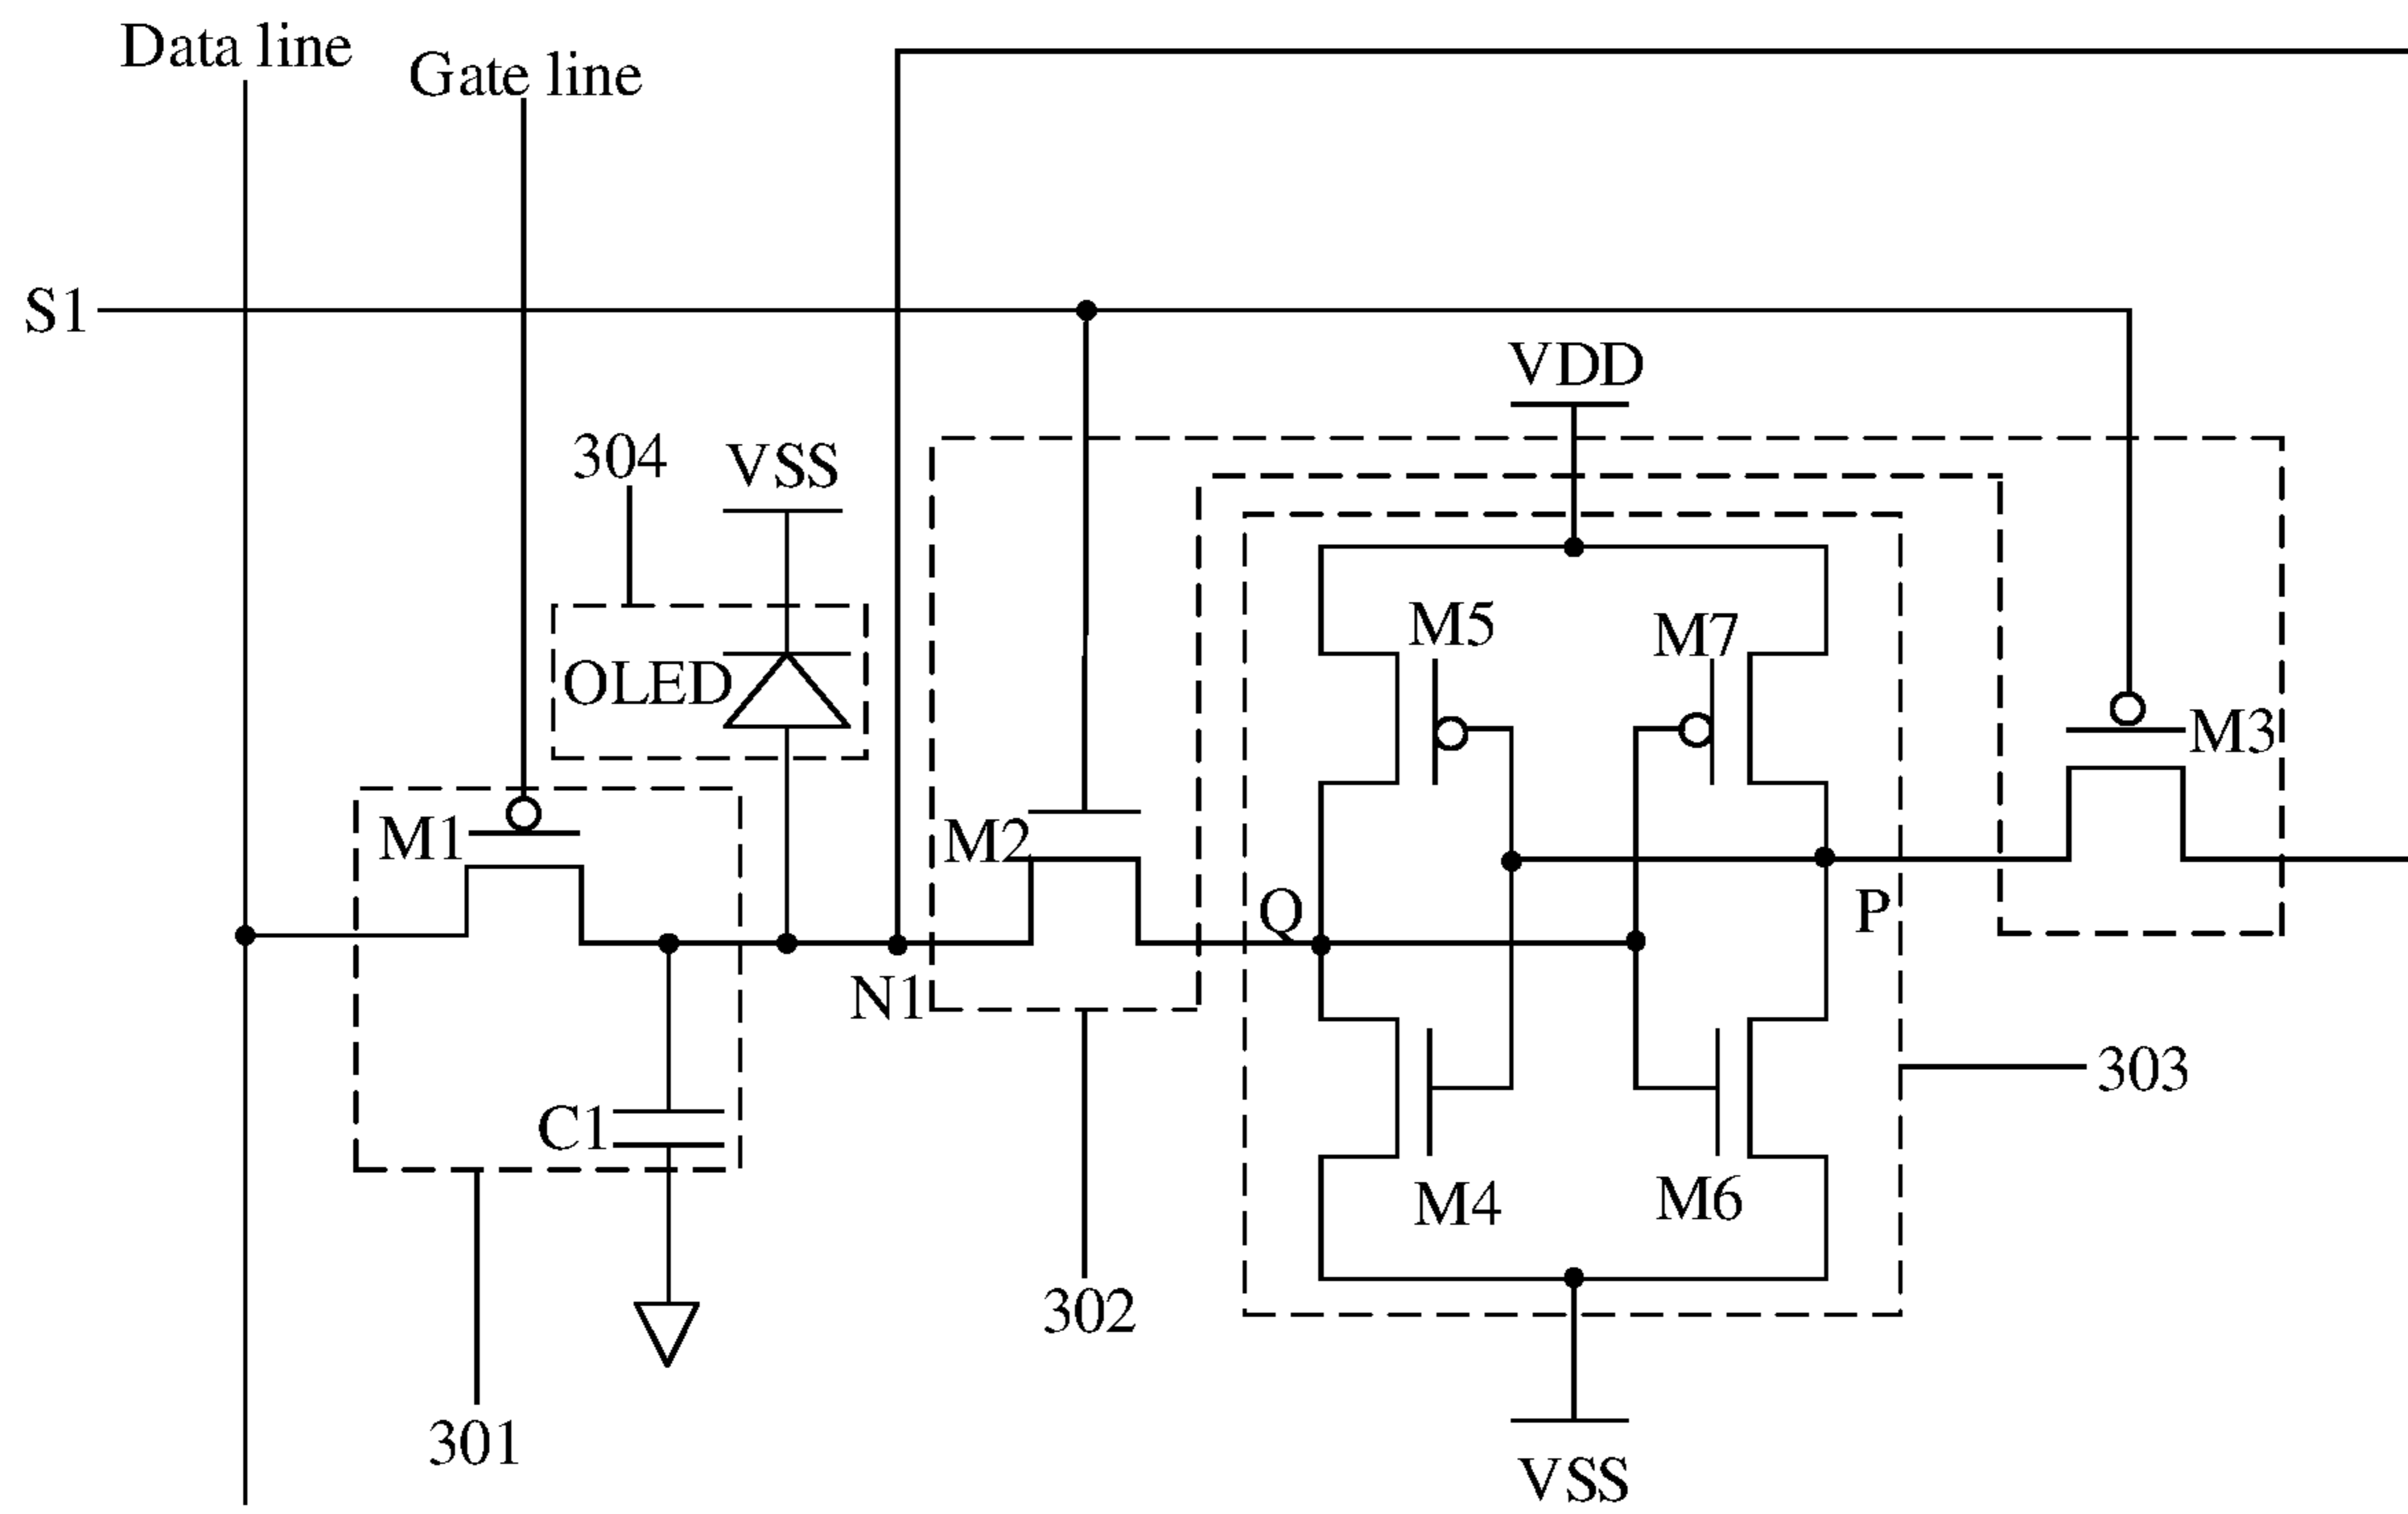 Data line
Gate line
S1
VDD
304
VSS
M5
M7
OLED
M3
M1
M2
Q
P
N1
303
C1
M4
M6
302
301
VSS